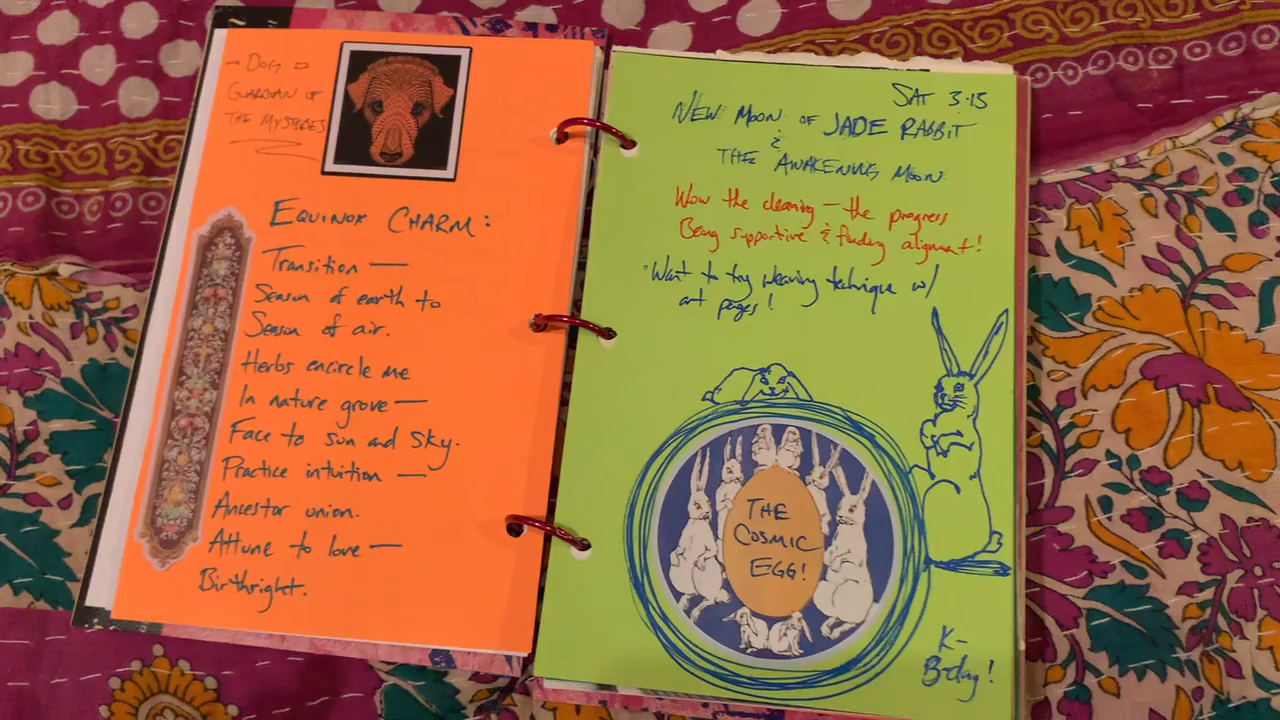 - Dog -
Guardian of
the Mysteries
Equinox Charm:
Transition —
Season of earth to
Season of air.
Herbs encircle me
In nature grove —
Face to sun and sky.
Practice intuition —
Ancestor union.
Attune to love —
Birthright.
SAT 3.15
New Moon of JADE RABBIT
&
THE AWAKENING MOON
Wow the cleaning — the progress
Being supportive & finding alignment!
• Want to try weaving technique w/
art pages!
THE
COSMIC
EGG!
K-
B-day!